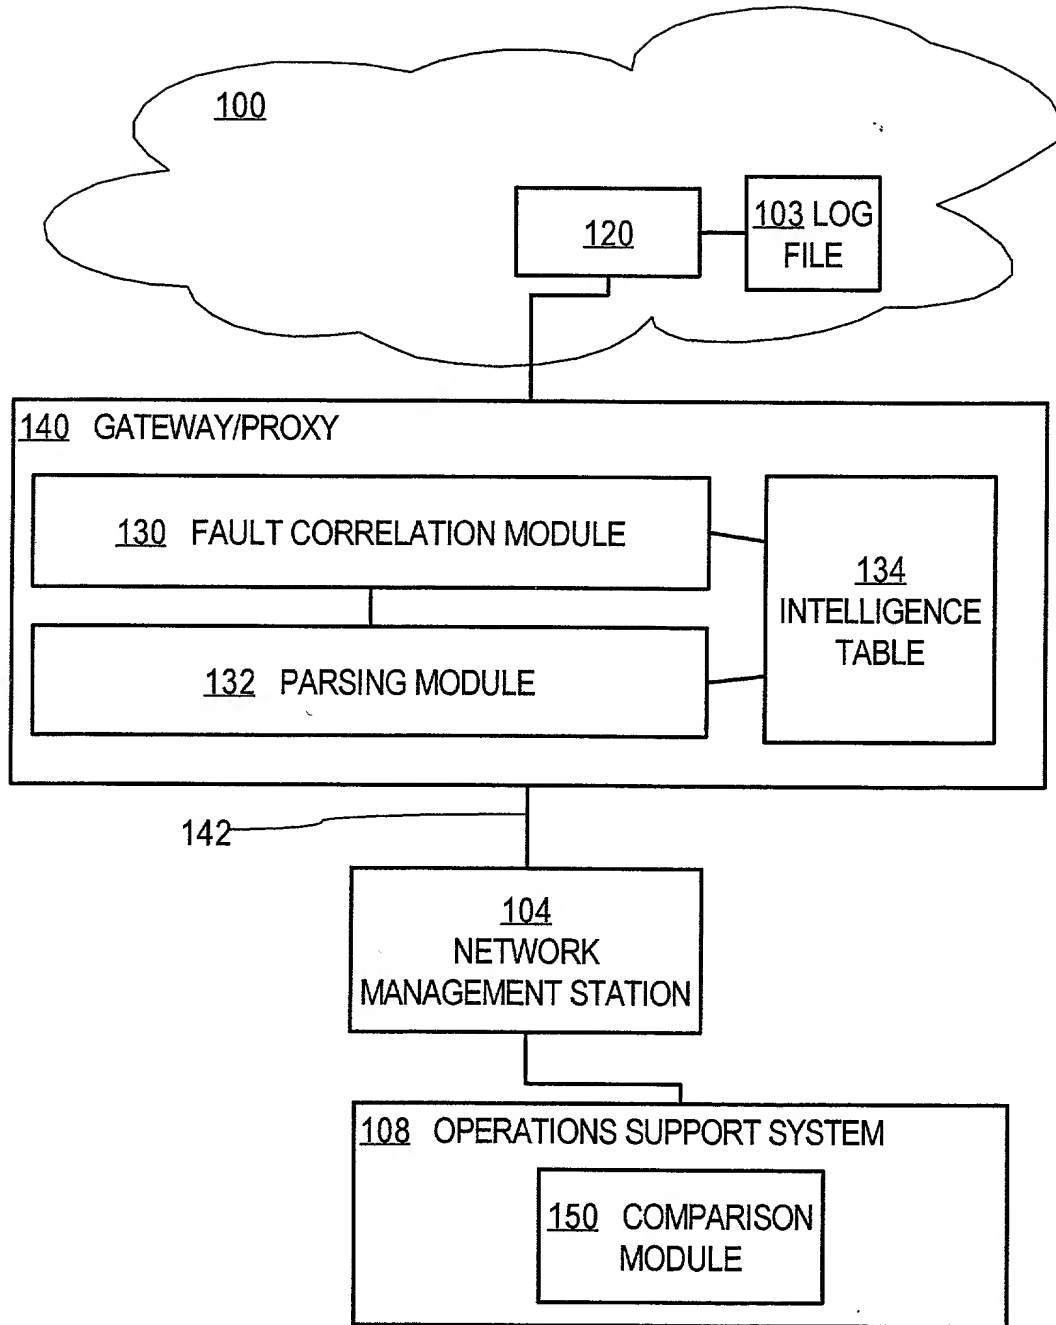 100
120
103 LOG
FILE
140 GATEWAY/PROXY
130 FAULT CORRELATION MODULE
134
INTELLIGENCE
TABLE
132 PARSING MODULE
142
104
NETWORK
MANAGEMENT STATION
108 OPERATIONS SUPPORT SYSTEM
150 COMPARISON
MODULE